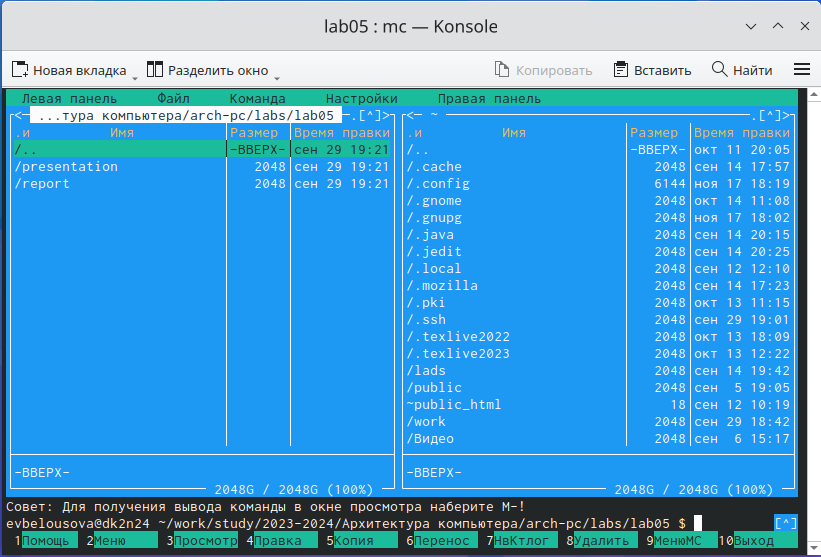 lab05 : mc — Konsole
Новая вкладка Разделить окно Копировать Вставить Найти
Левая панель Файл Команда Настройки Правая панель
<— ...тура компьютера/arch-pc/labs/lab05 —.[^]> <— ~ —.[^]>
.и Имя Размер Время правки .и Имя Размер Время правки
/.. -ВВЕРХ- сен 29 19:21 /.. -ВВЕРХ- окт 11 20:05
/presentation 2048 сен 29 19:21 /.cache 2048 сен 14 17:57
/report 2048 сен 29 19:21 /.config 6144 ноя 17 18:19
/.gnome 2048 окт 14 11:08
/.gnupg 2048 ноя 17 18:02
/.java 2048 сен 14 20:15
/.jedit 2048 сен 14 20:25
/.local 2048 сен 12 12:10
/.mozilla 2048 сен 14 17:23
/.pki 2048 окт 13 11:15
/.ssh 2048 сен 29 19:01
/.texlive2022 2048 окт 13 18:09
/.texlive2023 2048 окт 13 12:22
/lads 2048 сен 14 19:42
/public 2048 сен 5 19:05
~public_html 18 сен 12 10:19
/work 2048 сен 29 18:42
/Видео 2048 сен 6 15:17
-ВВЕРХ- -ВВЕРХ-
2048G / 2048G (100%) 2048G / 2048G (100%)
Совет: Для получения вывода команды в окне просмотра наберите M-!
evbelousova@dk2n24 ~/work/study/2023-2024/Архитектура компьютера/arch-pc/labs/lab05 $ [^]
1Помощь 2Меню 3Просмотр 4Правка 5Копия 6Перенос 7НвКтлог 8Удалить 9МенюMC 10Выход